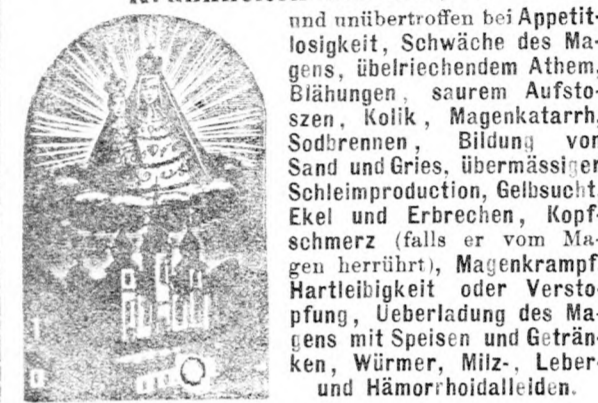 und unübertroffen bei Appetit-
losigkeit, Schwäche des Ma-
gens, übelriechendem Athem,
Blähungen, saurem Aufsto-
szen, Kolik, Magenkatarrh,
Sodbrennen, Bildung von
Sand und Gries, übermässiger
Schleimproduction, Gelbsucht,
Ekel und Erbrechen, Kopf-
schmerz (falls er vom Ma-
gen herrührt), Magenkrampf,
Hartleibigkeit oder Versto-
pfung, Ueberladung des Ma-
gens mit Speisen und Geträn-
ken, Würmer, Milz-, Leber-
und Hämorrhoidalleiden.